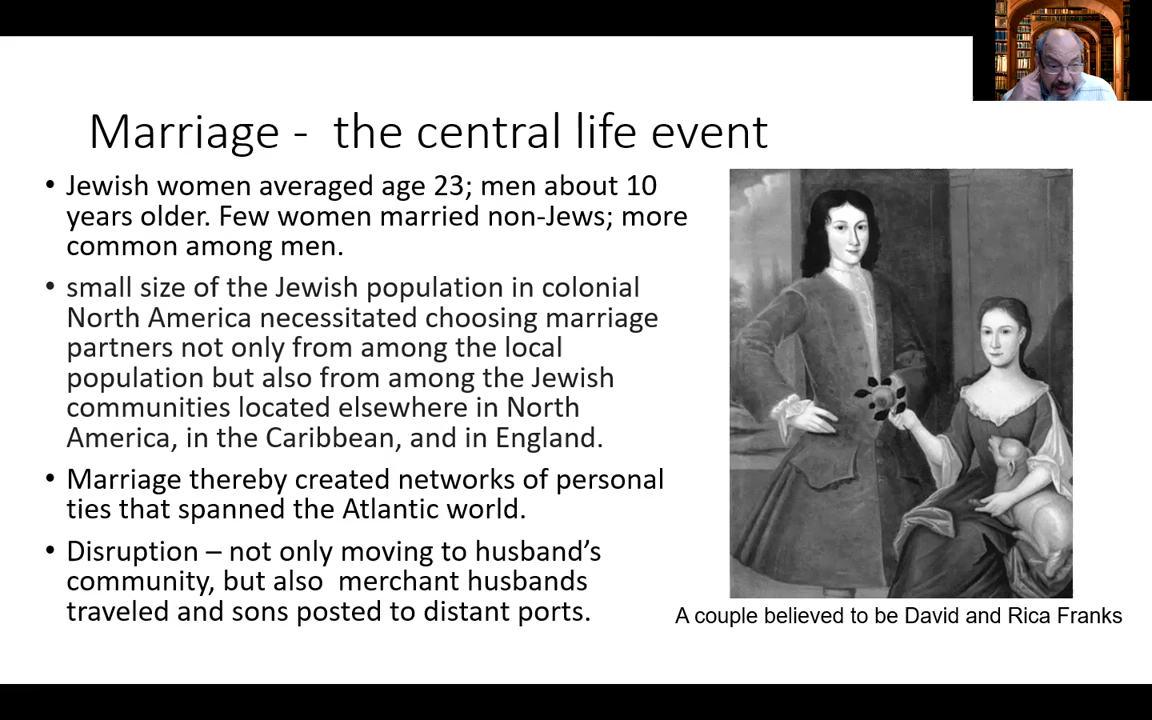 Marriage -  the central life event
• Jewish women averaged age 23; men about 10
years older. Few women married non-Jews; more
common among men.
• small size of the Jewish population in colonial
North America necessitated choosing marriage
partners not only from among the local
population but also from among the Jewish
communities located elsewhere in North
America, in the Caribbean, and in England.
• Marriage thereby created networks of personal
ties that spanned the Atlantic world.
• Disruption – not only moving to husband’s
community, but also  merchant husbands
traveled and sons posted to distant ports.
A couple believed to be David and Rica Franks